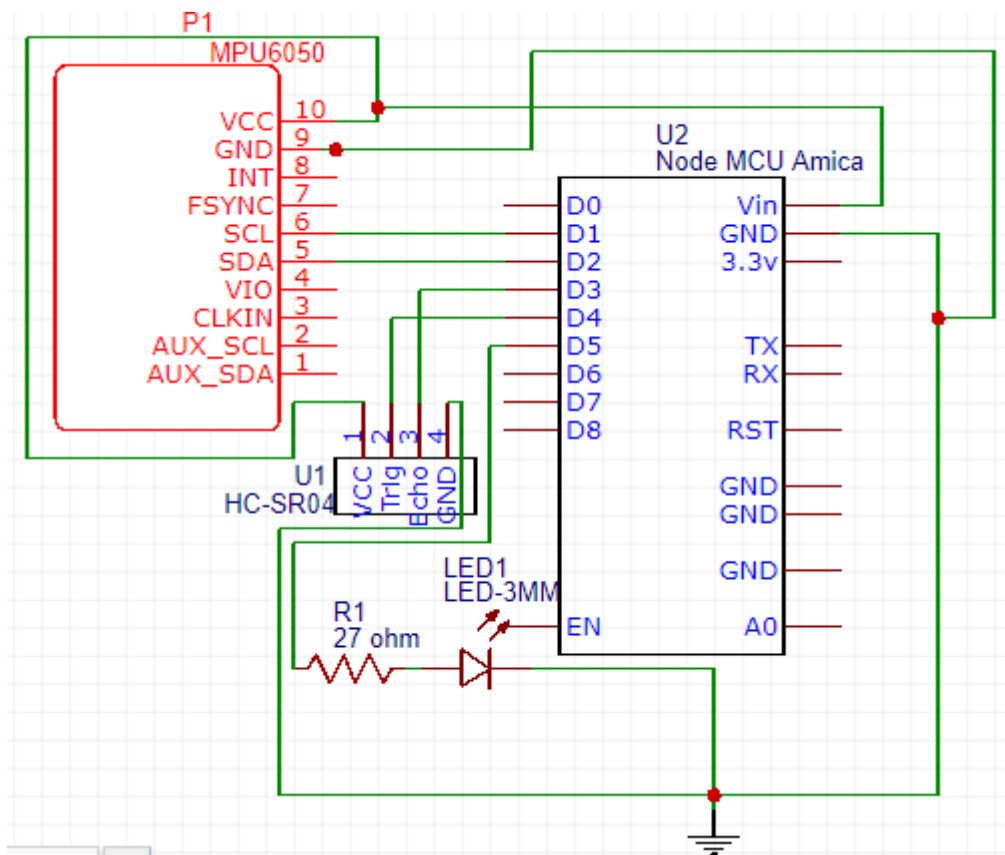 P1
MPU6050
VCC 10
GND 9
INT 8
FSYNC 7
SCL 6
SDA 5
VIO 4
CLKIN 3
AUX_SCL 2
AUX_SDA 1
U2
Node MCU Amica
D0 Vin
D1 GND
D2 3.3v
D3
D4
D5 TX
D6 RX
D7
D8 RST
GND
GND
GND
EN A0
1 2 3 4
VCC TrIg Echo GND
U1
HC-SR04
LED1
LED-3MM
R1
27 ohm